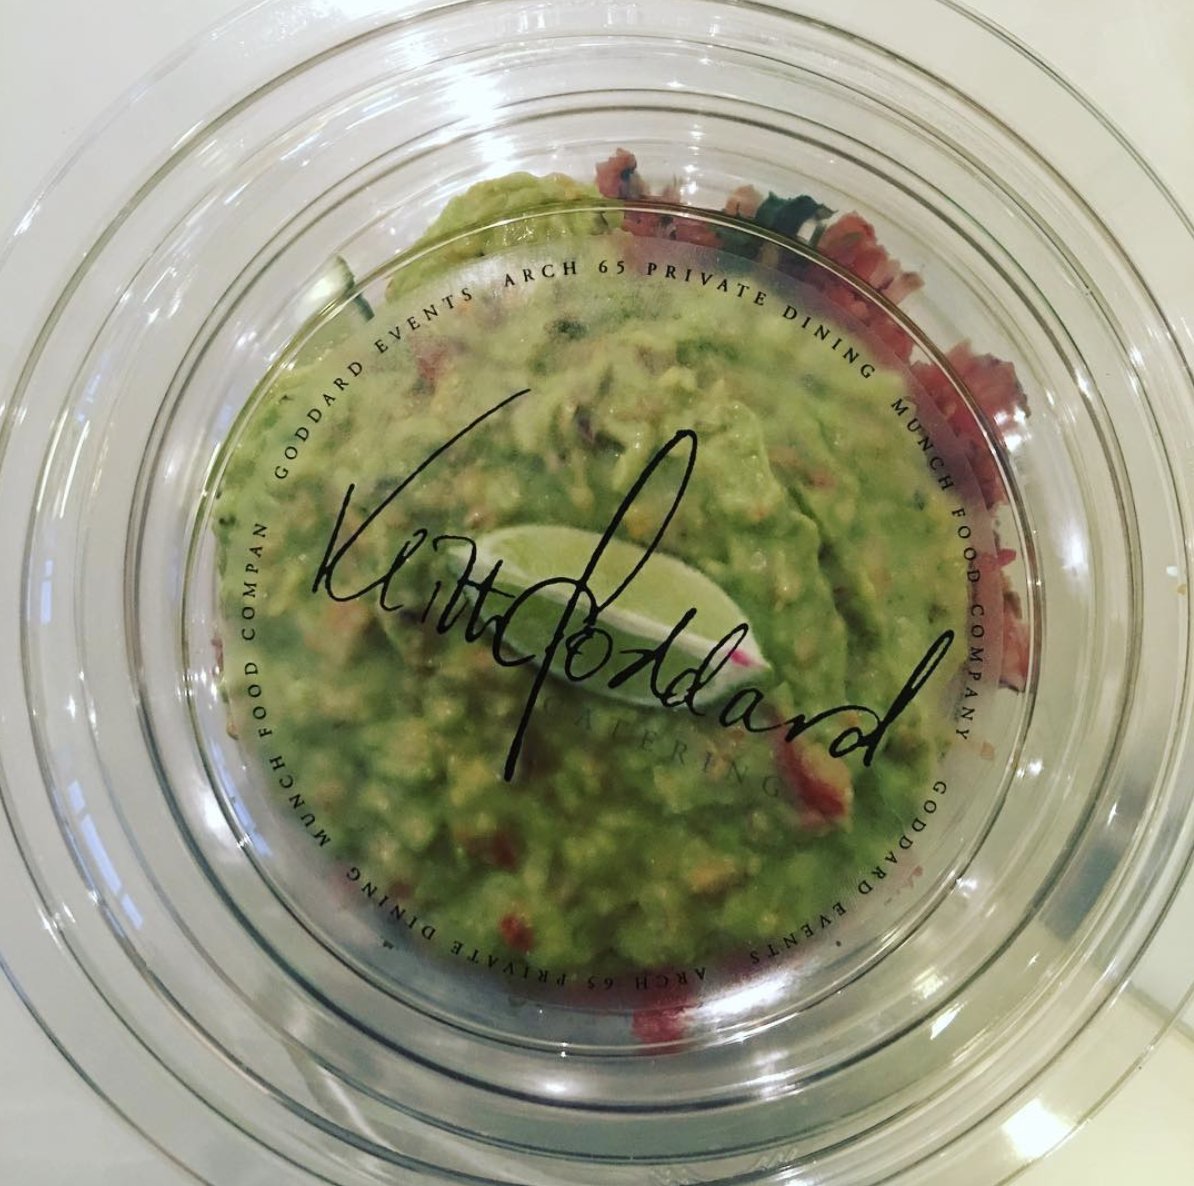 GODDARD EVENTS ARCH 65 PRIVATE DINING MUNCH FOOD COMPANY GODDARD EVENTS ARCH 65 PRIVATE DINING MUNCH FOOD COMPAN
Keith Goddard
CATERING